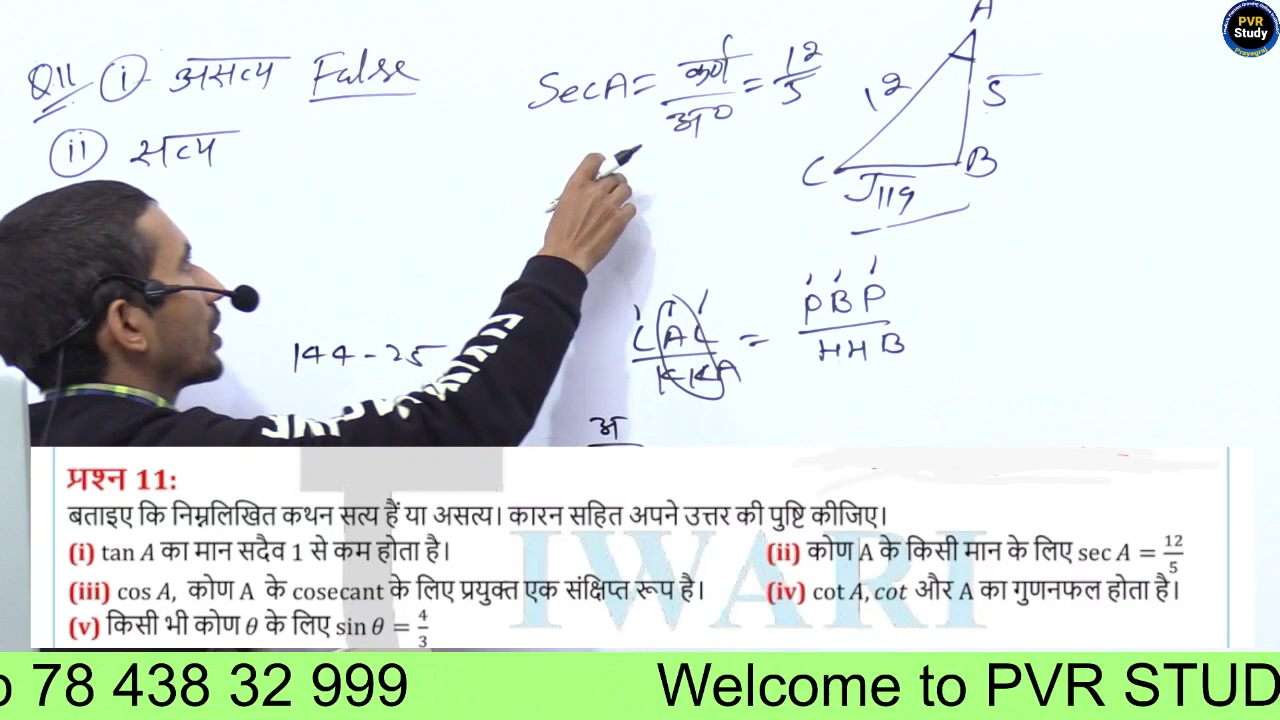 A
PVR
Study
Prayagraj
Q11 (i) असत्य False
SecA = कर्ण/अ० = 12/5
12
5
(ii) सत्य
C
B
√119
144 - 25
LAL/KKA = PBP/HHB
अ
प्रश्न 11:
बताइए कि निम्नलिखित कथन सत्य हैं या असत्य। कारन सहित अपने उत्तर की पुष्टि कीजिए।
(i) tan A का मान सदैव 1 से कम होता है। (ii) कोण A के किसी मान के लिए sec A = 12/5
(iii) cos A, कोण A के cosecant के लिए प्रयुक्त एक संक्षिप्त रूप है। (iv) cot A, cot और A का गुणनफल होता है।
(v) किसी भी कोण θ के लिए sin θ = 4/3
TIWARI
o 78 438 32 999 Welcome to PVR STUD